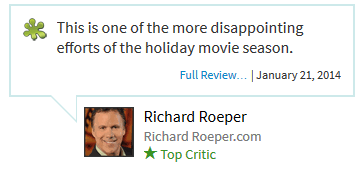 This is one of the more disappointing
efforts of the holiday movie season.
Full Review... | January 21, 2014
Richard Roeper
Richard Roeper.com
Top Critic